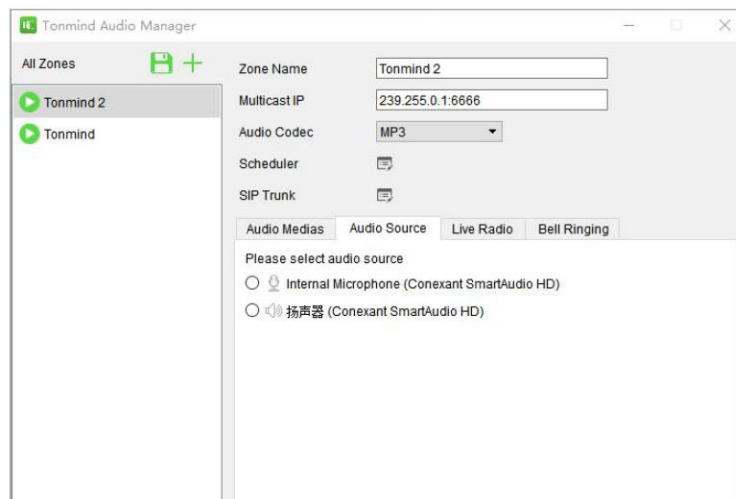 Tonmind Audio Manager
All Zones
Tonmind 2
Tonmind
Zone Name
Tonmind 2
Multicast IP
239.255.0.1:6666
Audio Codec
MP3
Scheduler
SIP Trunk
Audio Medias
Audio Source
Live Radio
Bell Ringing
Please select audio source
Internal Microphone (Conexant SmartAudio HD)
扬声器 (Conexant SmartAudio HD)